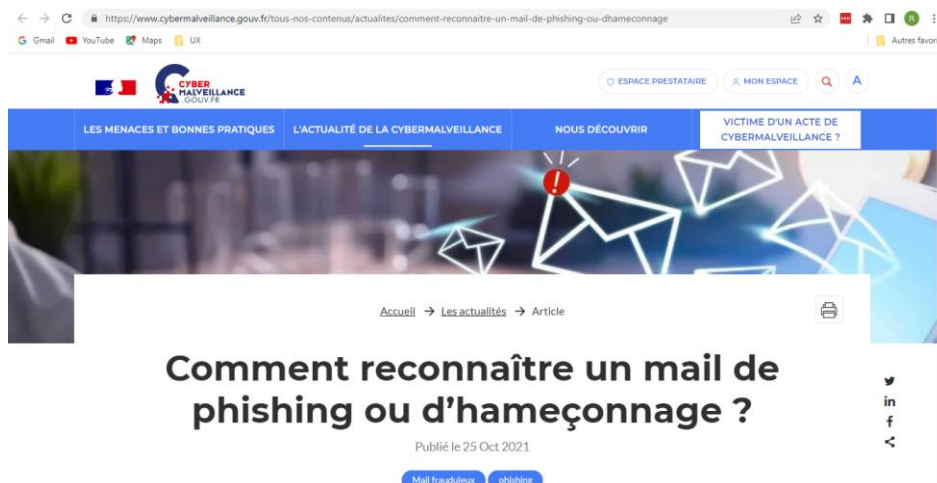 https://www.cybermalveillance.gouv.fr/tous-nos-contenus/actualites/comment-reconnaitre-un-mail-de-phishing-ou-dhameconnage
Gmail YouTube Maps UX Autres favori
CYBER
MALVEILLANCE
.GOUV.FR
ESPACE PRESTATAIRE MON ESPACE A
LES MENACES ET BONNES PRATIQUES L'ACTUALITÉ DE LA CYBERMALVEILLANCE NOUS DÉCOUVRIR VICTIME D'UN ACTE DE
CYBERMALVEILLANCE ?
Accueil → Les actualités → Article
Comment reconnaître un mail de
phishing ou d’hameçonnage ?
Publié le 25 Oct 2021
Mail frauduleux phishing